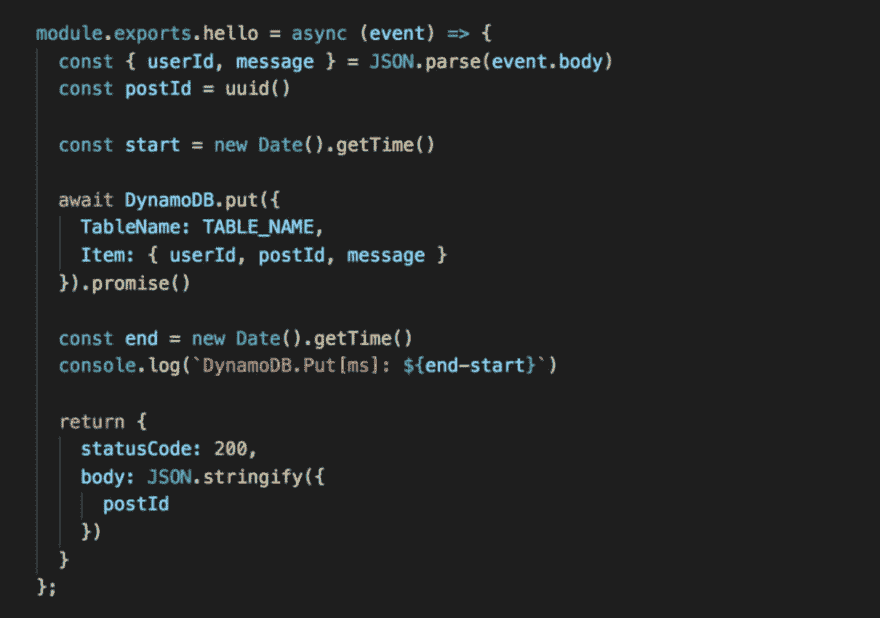 module.exports.hello = async (event) => {
  const { userId, message } = JSON.parse(event.body)
  const postId = uuid()

  const start = new Date().getTime()

  await DynamoDB.put({
    TableName: TABLE_NAME,
    Item: { userId, postId, message }
  }).promise()

  const end = new Date().getTime()
  console.log(`DynamoDB.Put[ms]: ${end-start}`)

  return {
    statusCode: 200,
    body: JSON.stringify({
      postId
    })
  }
};